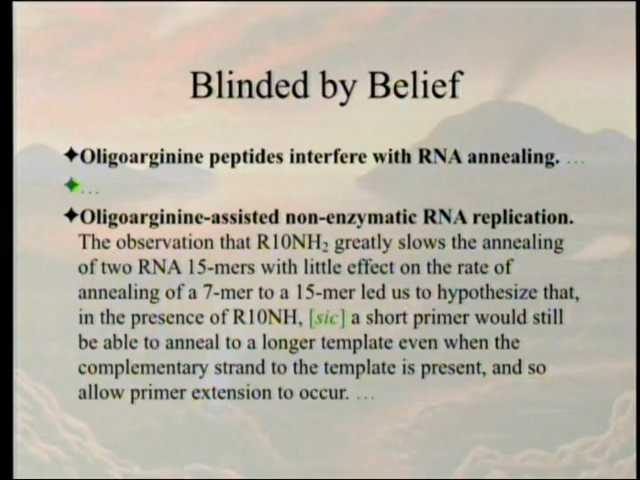 Blinded by Belief
✦Oligoarginine peptides interfere with RNA annealing. …
✦…
✦Oligoarginine-assisted non-enzymatic RNA replication.
The observation that R10NH₂ greatly slows the annealing
of two RNA 15-mers with little effect on the rate of
annealing of a 7-mer to a 15-mer led us to hypothesize that,
in the presence of R10NH, [sic] a short primer would still
be able to anneal to a longer template even when the
complementary strand to the template is present, and so
allow primer extension to occur. …